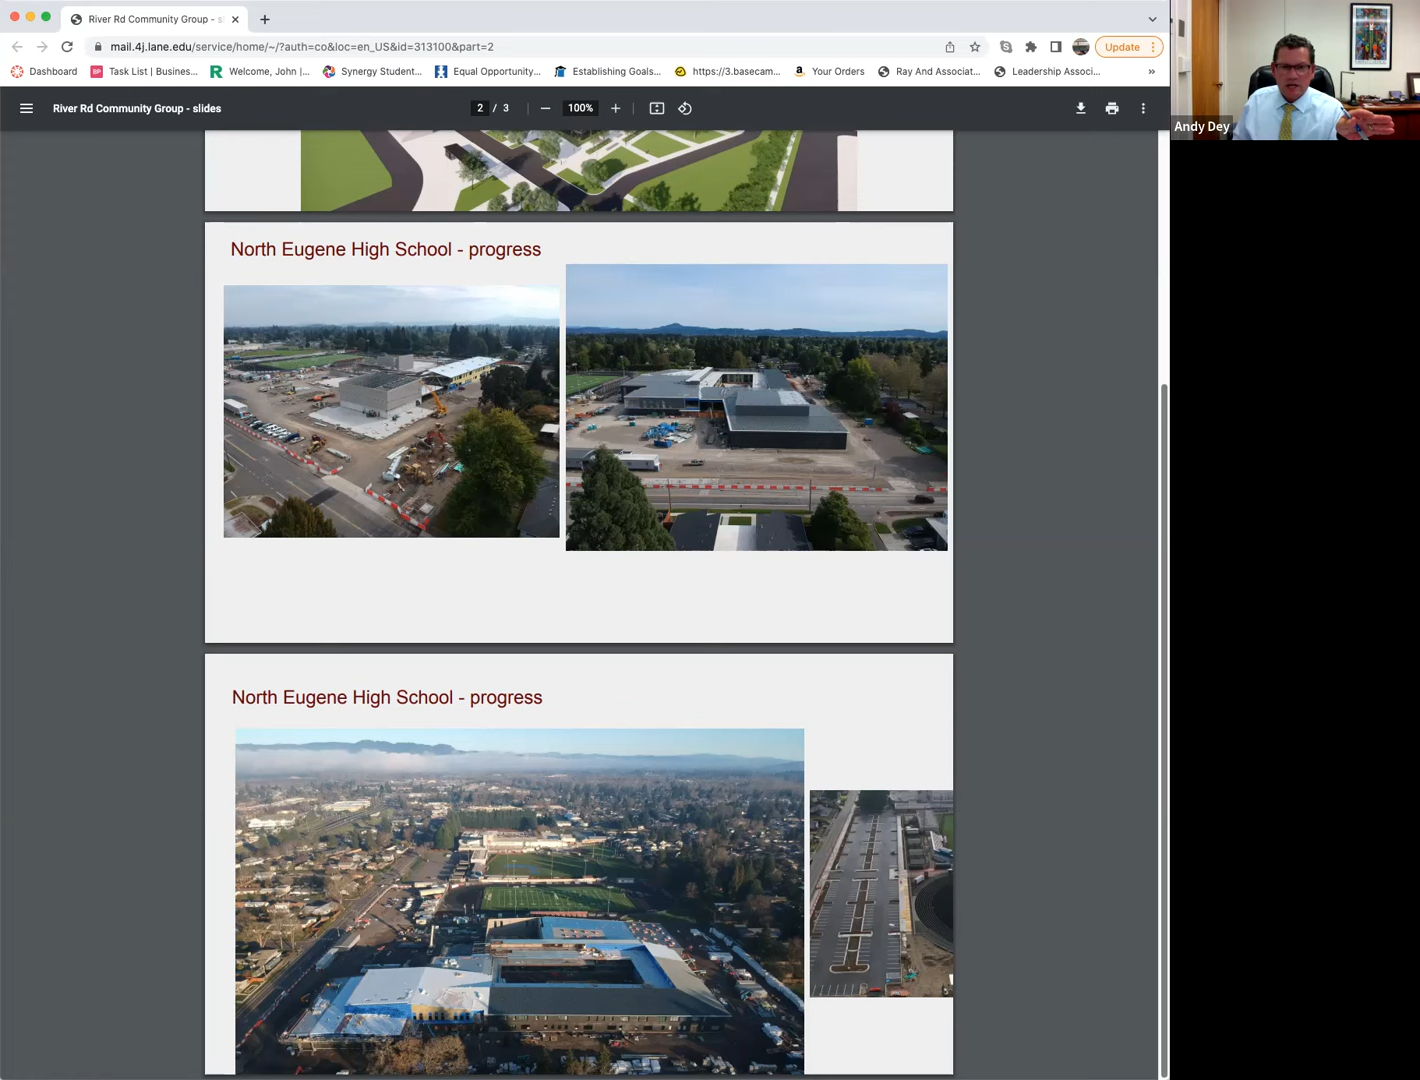 River Rd Community Group - s
mail.4j.lane.edu/service/home/~/?auth=co&loc=en_US&id=313100&part=2
Update
Dashboard
BP Task List | Busines...
R Welcome, John |...
Synergy Student...
Equal Opportunity...
Establishing Goals...
https://3.basecam...
a Your Orders
Ray And Associat...
Leadership Associ...
»
River Rd Community Group - slides
2 / 3
100%
Andy Dey
North Eugene High School - progress
North Eugene High School - progress